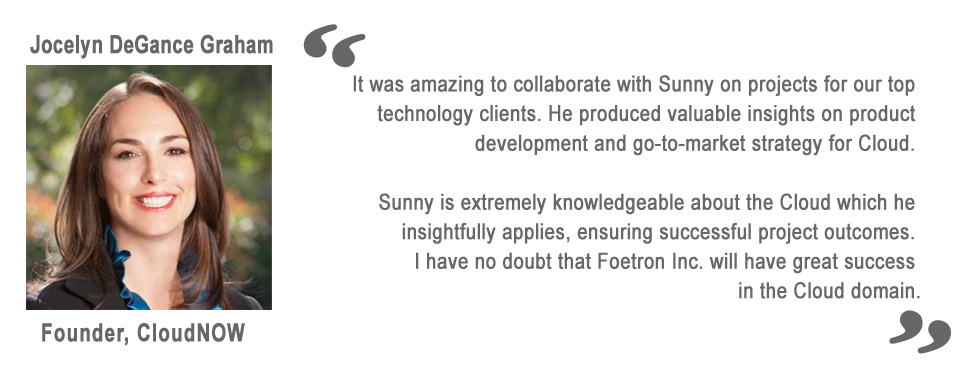 Jocelyn DeGance Graham
“
It was amazing to collaborate with Sunny on projects for our top
technology clients. He produced valuable insights on product
development and go-to-market strategy for Cloud.
Sunny is extremely knowledgeable about the Cloud which he
insightfully applies, ensuring successful project outcomes.
I have no doubt that Foetron Inc. will have great success
in the Cloud domain.
”
Founder, CloudNOW